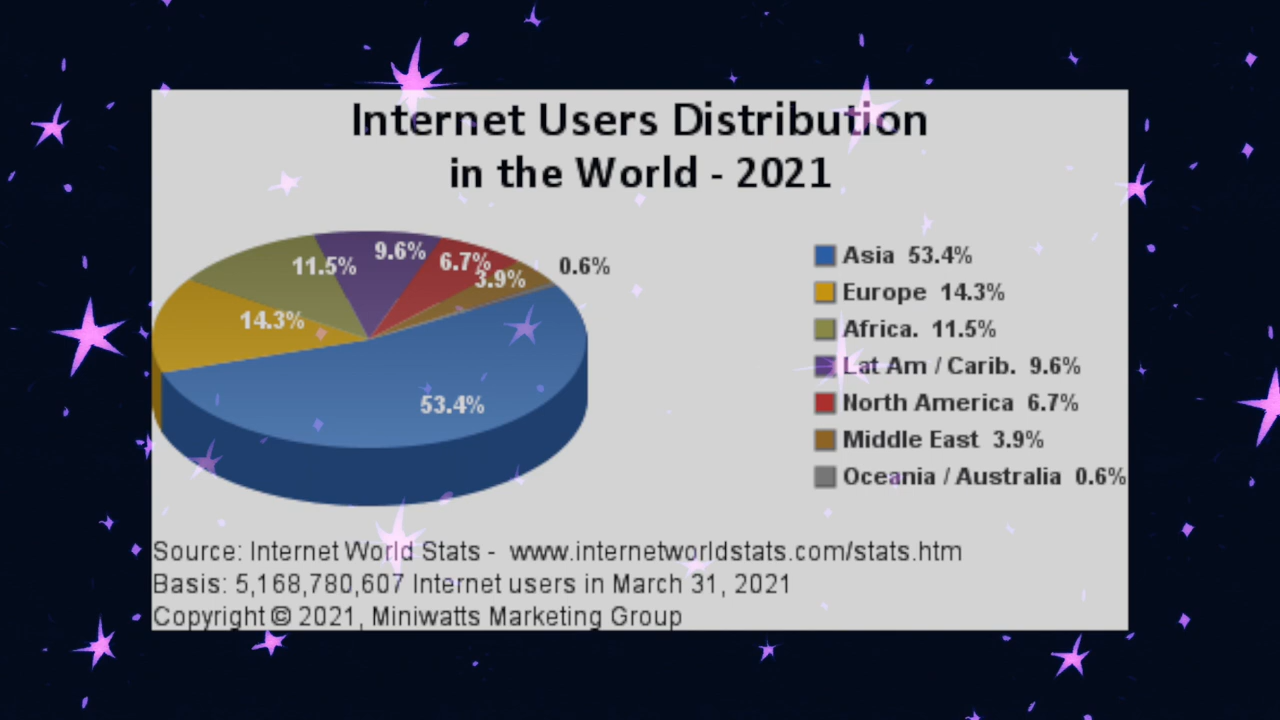 Internet Users Distribution
in the World - 2021
11.5%
9.6%
6.7%
3.9%
0.6%
14.3%
53.4%
Asia 53.4%
Europe 14.3%
Africa. 11.5%
Lat Am / Carib. 9.6%
North America 6.7%
Middle East 3.9%
Oceania / Australia 0.6%
Source: Internet World Stats - www.internetworldstats.com/stats.htm
Basis: 5,168,780,607 Internet users in March 31, 2021
Copyright © 2021, Miniwatts Marketing Group